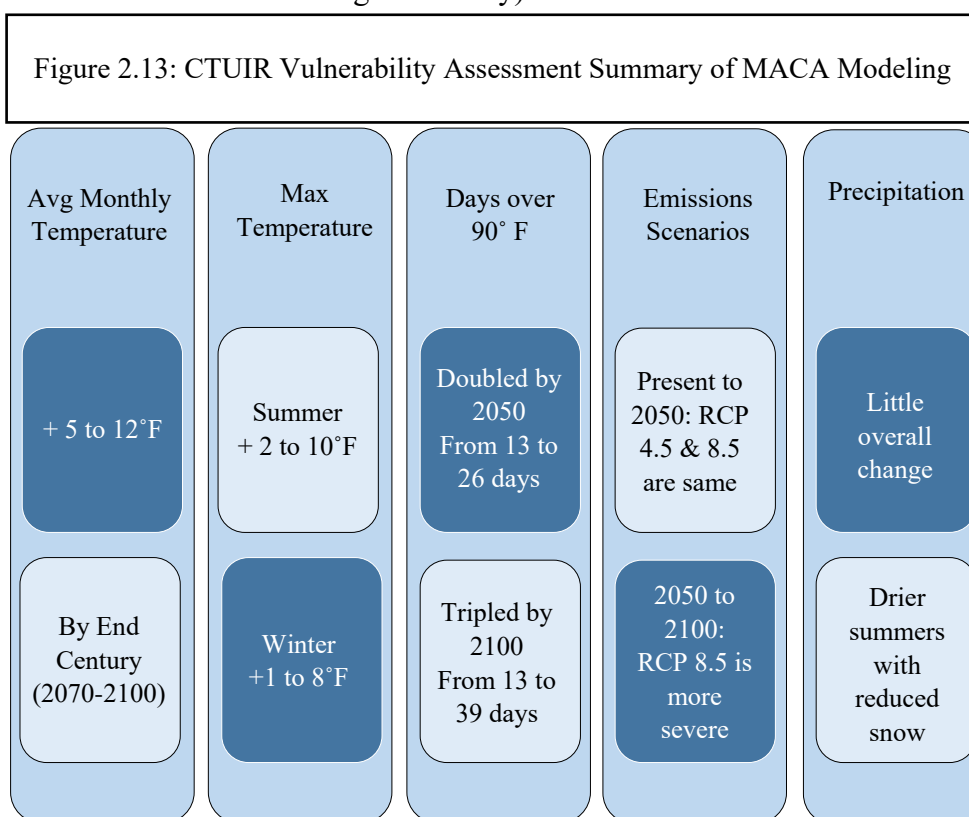 Figure 2.13: CTUIR Vulnerability Assessment Summary of MACA Modeling
Avg Monthly
Temperature
+ 5 to 12˚F
By End
Century
(2070-2100)
Max
Temperature
Summer
+ 2 to 10˚F
Winter
+1 to 8˚F
Days over
90˚ F
Doubled by
2050
From 13 to
26 days
Tripled by
2100
From 13 to
39 days
Emissions
Scenarios
Present to
2050: RCP
4.5 & 8.5
are same
2050 to
2100:
RCP 8.5 is
more
severe
Precipitation
Little
overall
change
Drier
summers
with
reduced
snow